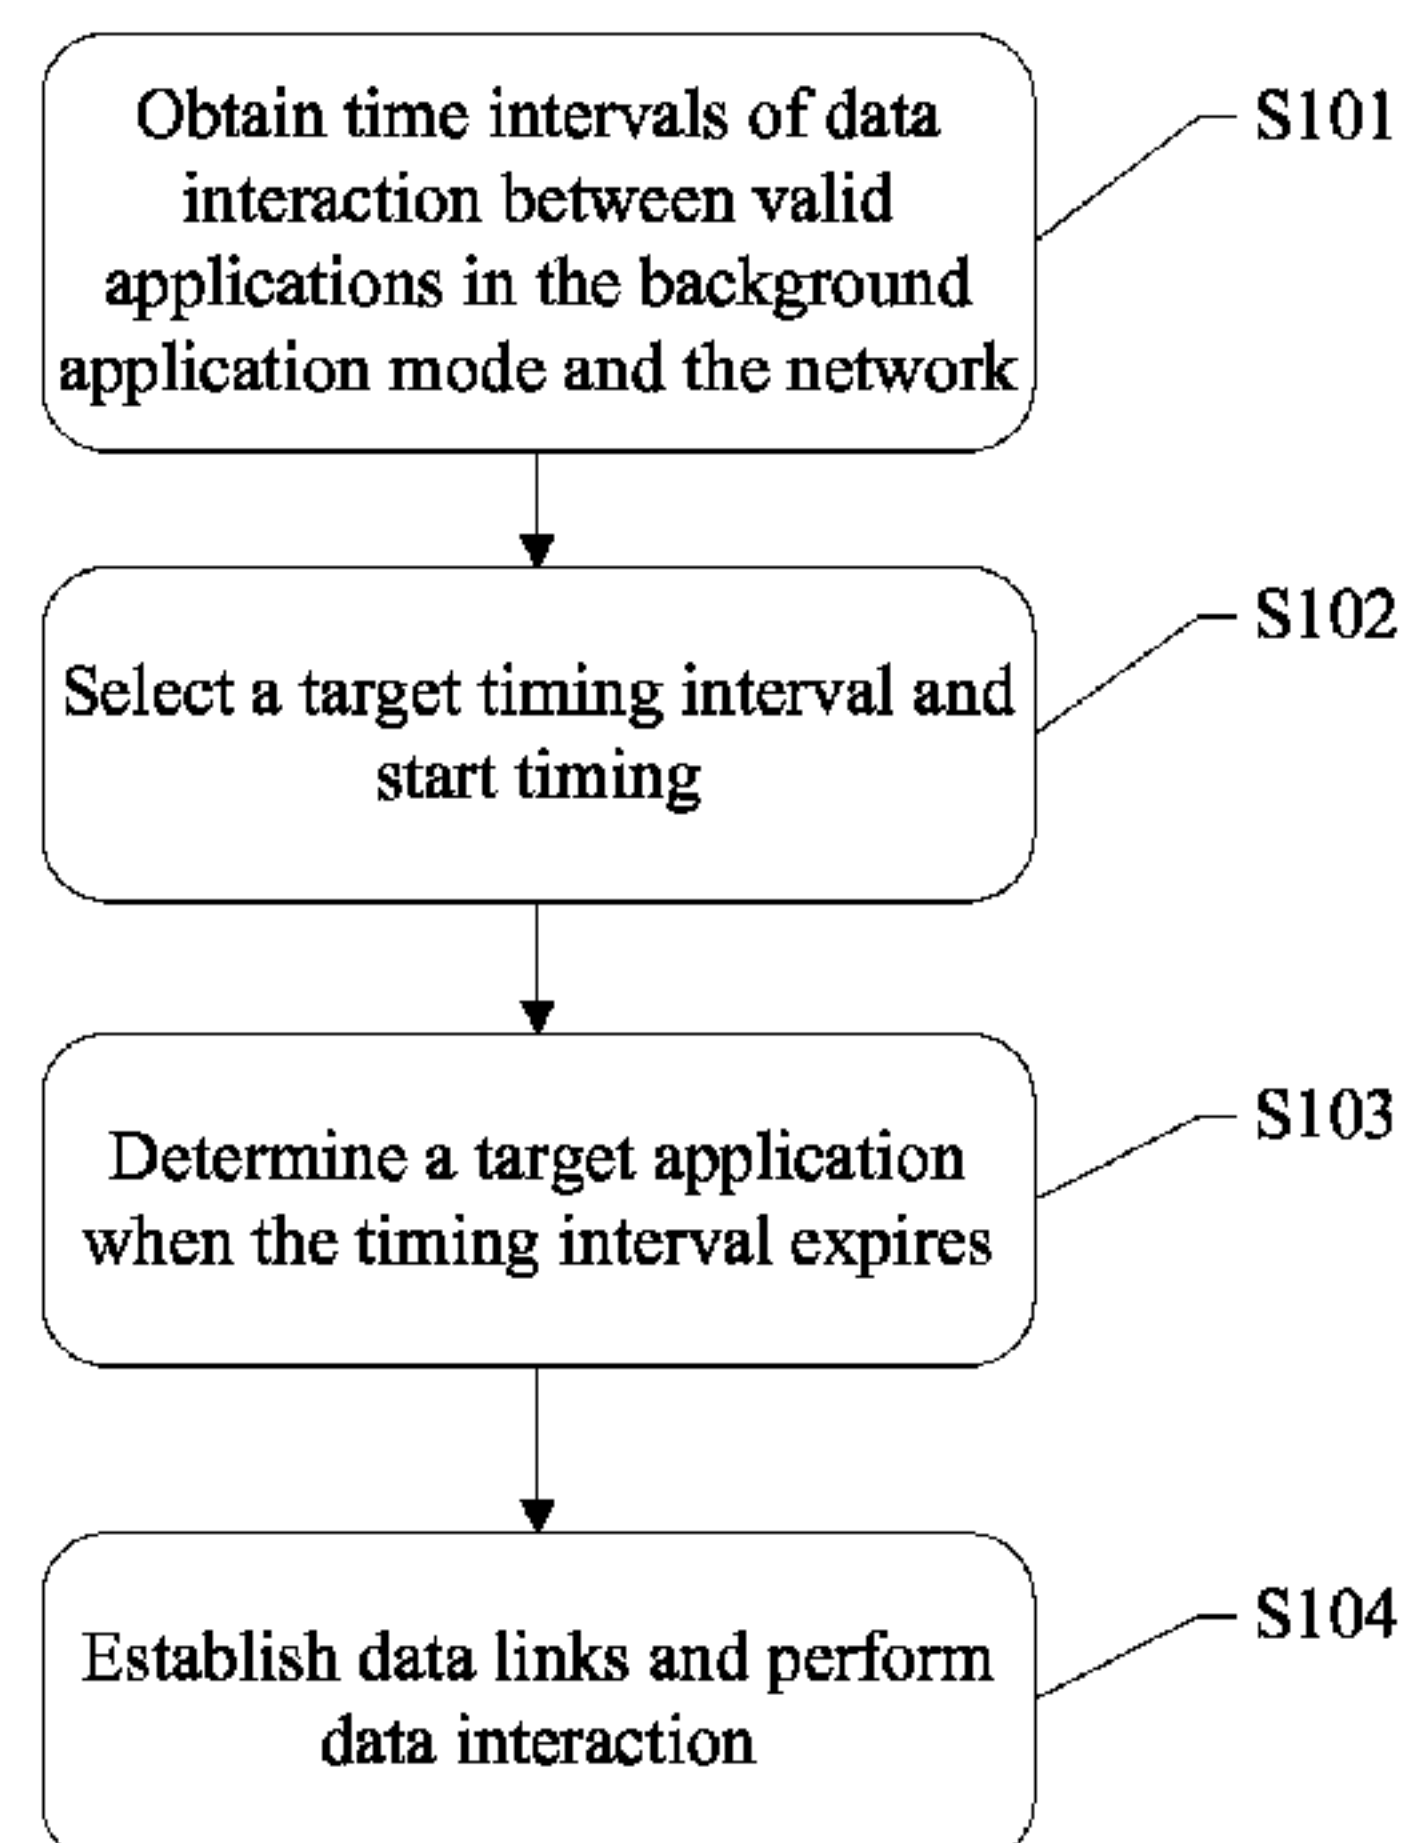 Obtain time intervals of data
interaction between valid
applications in the background
application mode and the network
S101
Select a target timing interval and
start timing
S102
Determine a target application
when the timing interval expires
S103
Establish data links and perform
data interaction
S104